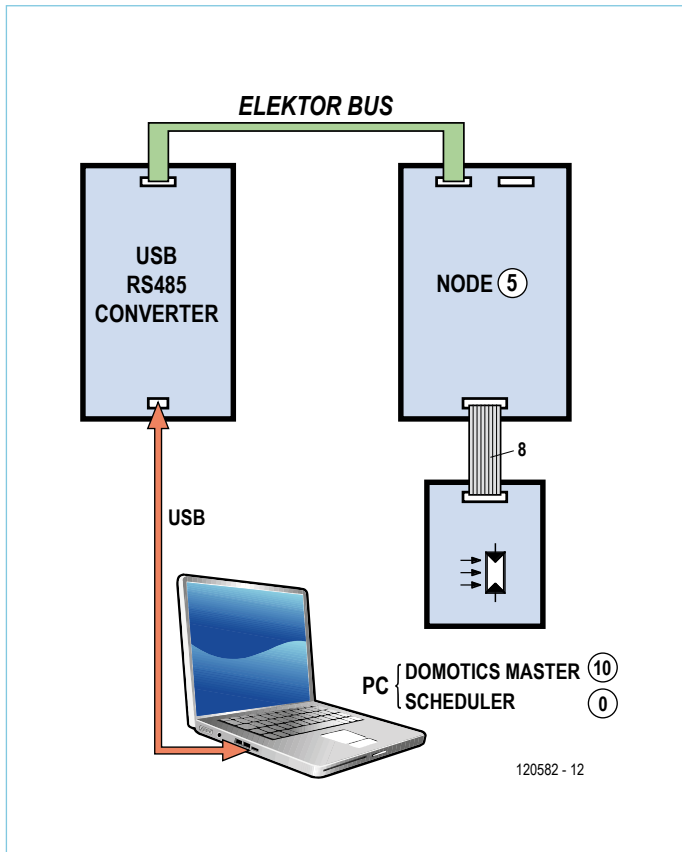 ELEKTOR BUS
USB
RS485
CONVERTER
NODE 5
8
USB
PC
DOMOTICS MASTER 10
SCHEDULER 0
120582 - 12